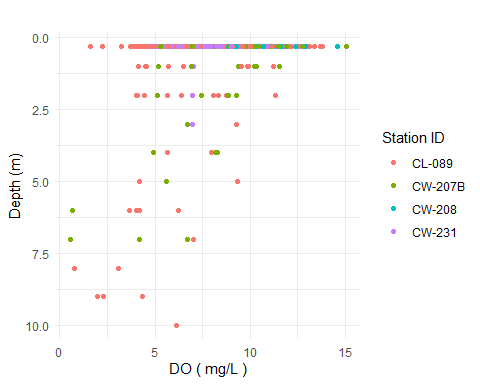 0.0
2.5
5.0
7.5
10.0
Depth (m)
0
5
10
15
DO ( mg/L )
Station ID
CL-089
CW-207B
CW-208
CW-231